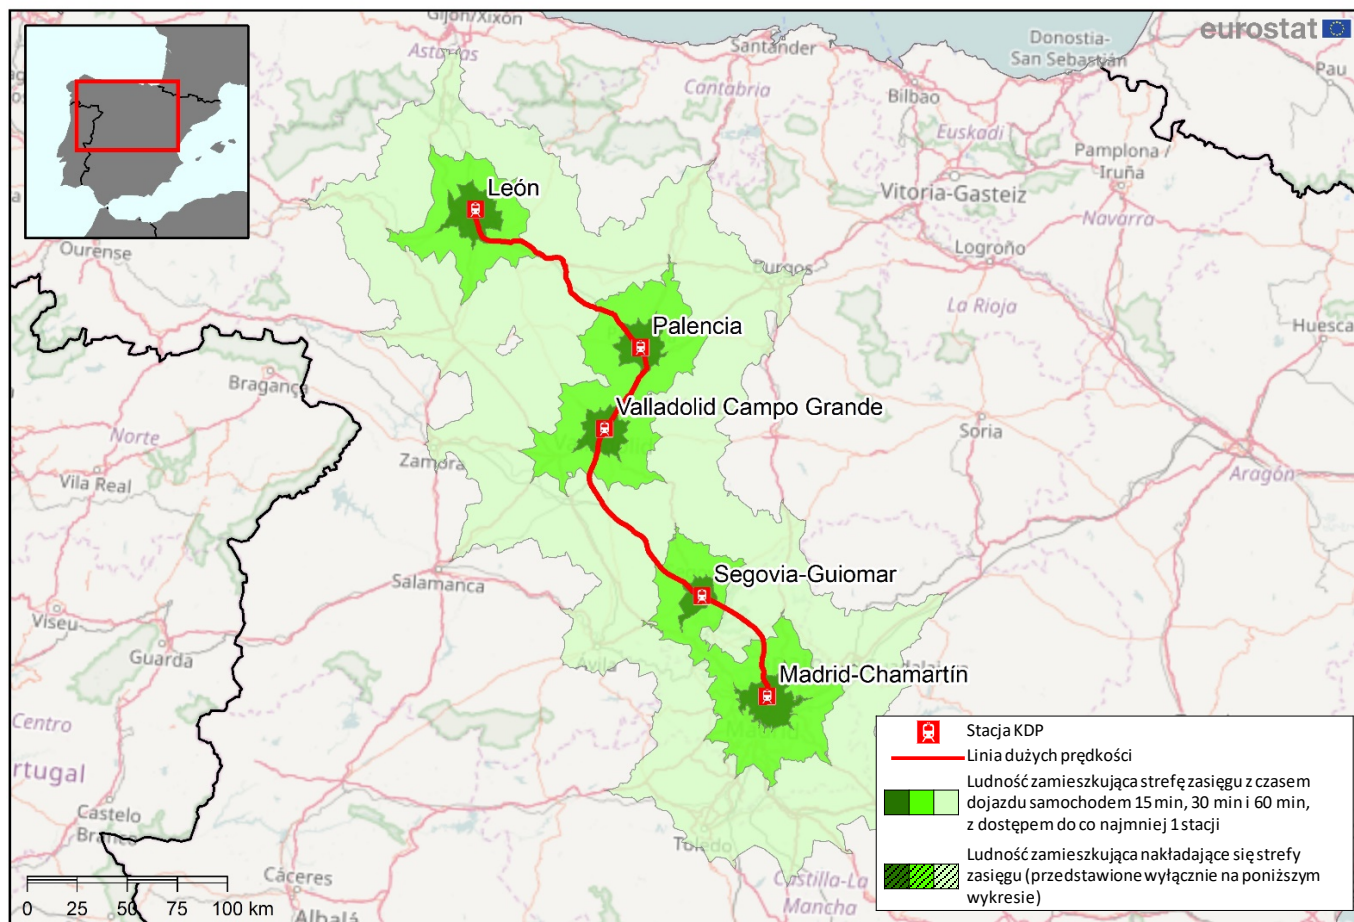 Gijón/Xixón
Santander
Donostia-
San Sebastián
eurostat
Pau
Asturias
Cantabria
Bilbao
Euskadi
Pamplona /
Iruña
León
Vitoria-Gasteiz
Navarra
Ourense
Logroño
Burgos
La Rioja
Huesca
Palencia
Bragança
Valladolid Campo Grande
Soria
Norte
Zamora
Aragón
Vila Real
Segovia-Guiomar
Salamanca
Viseu
Guarda
Ávila
Madrid-Chamartín
Centro
Madrid
Stacja KDP
Linia dużych prędkości
rtugal
Ludność zamieszkująca strefę zasięgu z czasem
dojazdu samochodem 15 min, 30 min i 60 min,
z dostępem do co najmniej 1 stacji
Castelo
Branco
Toledo
Ludność zamieszkująca nakładające się strefy
zasięgu (przedstawione wyłącznie na poniższym
wykresie)
Cáceres
Castilla-La
Mancha
0 25 50 75 100 km
Albalá